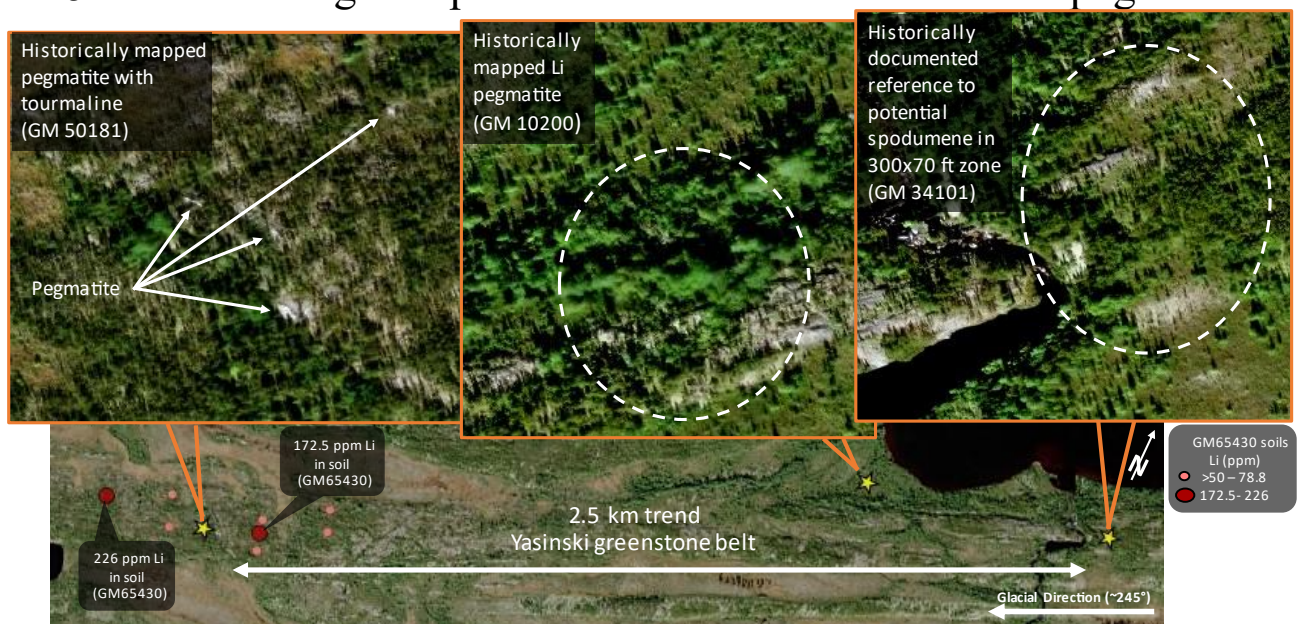 Historically mapped
pegmatite with
tourmaline
(GM 50181)
Pegmatite
Historically
mapped Li
pegmatite
(GM 10200)
Historically
documented
reference to
potential
spodumene in
300x70 ft zone
(GM 34101)
172.5 ppm Li
in soil
(GM65430)
226 ppm Li
in soil
(GM65430)
2.5 km trend
Yasinski greenstone belt
N
Glacial Direction (~245°)
GM65430 soils
Li (ppm)
>50 – 78.8
172.5- 226